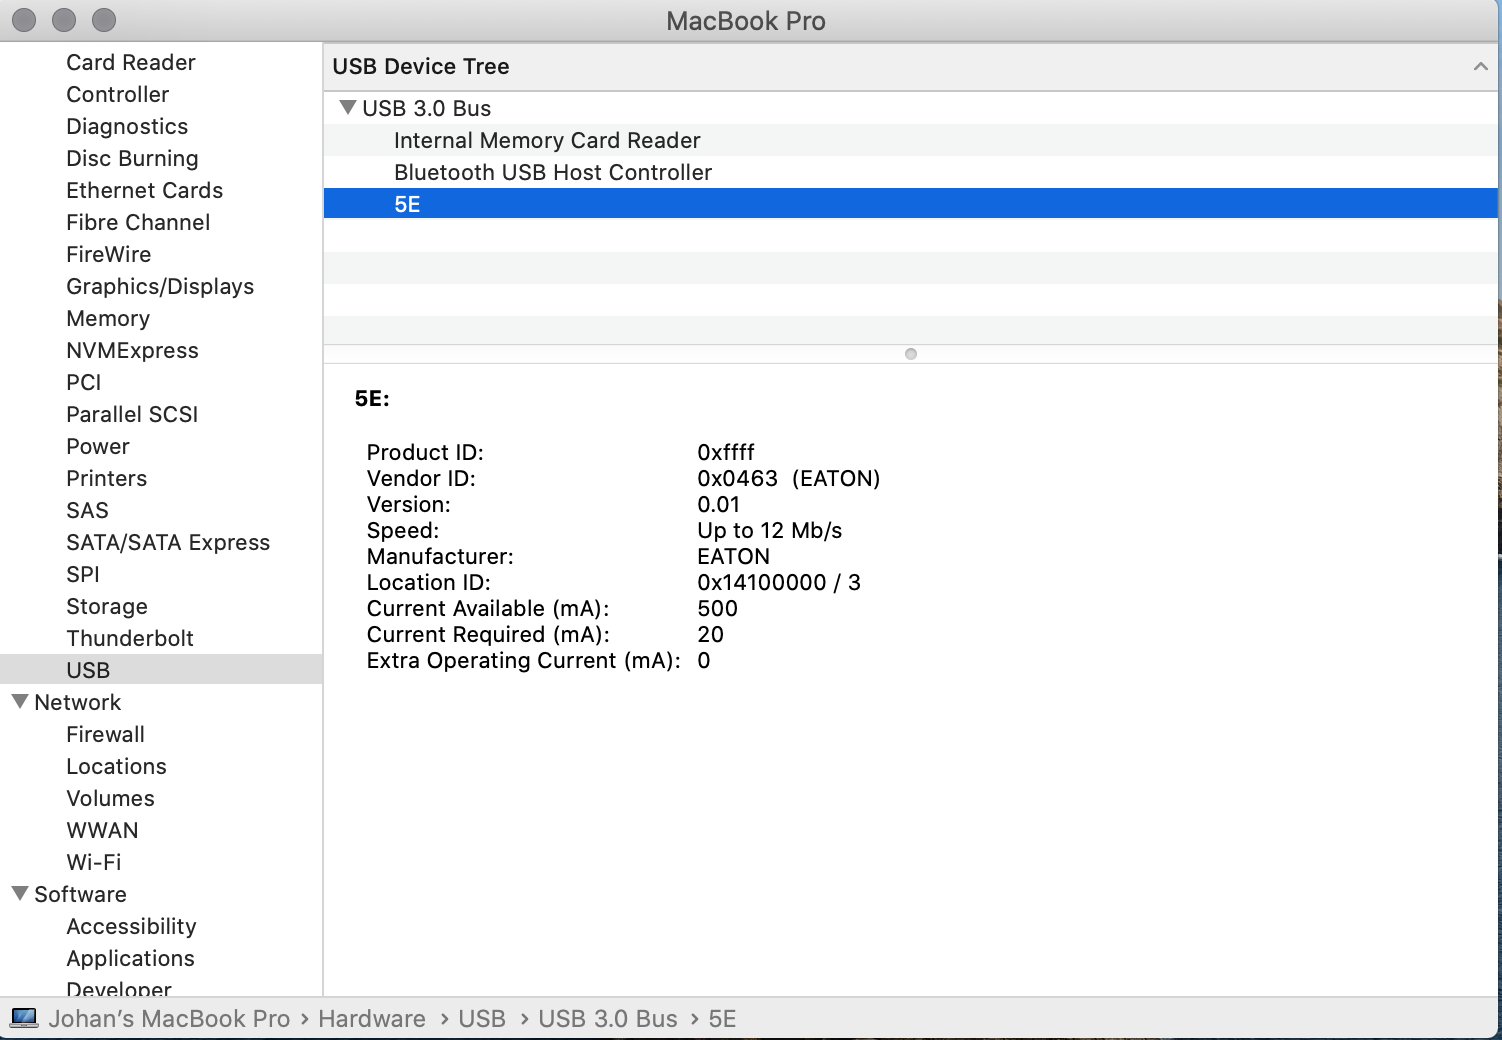 MacBook Pro
Card Reader
Controller
Diagnostics
Disc Burning
Ethernet Cards
Fibre Channel
FireWire
Graphics/Displays
Memory
NVMExpress
PCI
Parallel SCSI
Power
Printers
SAS
SATA/SATA Express
SPI
Storage
Thunderbolt
USB
Network
Firewall
Locations
Volumes
WWAN
Wi-Fi
Software
Accessibility
Applications
Developer
USB Device Tree
USB 3.0 Bus
Internal Memory Card Reader
Bluetooth USB Host Controller
5E
5E:
Product ID: 0xffff
Vendor ID: 0x0463 (EATON)
Version: 0.01
Speed: Up to 12 Mb/s
Manufacturer: EATON
Location ID: 0x14100000 / 3
Current Available (mA): 500
Current Required (mA): 20
Extra Operating Current (mA): 0
Johan’s MacBook Pro › Hardware › USB › USB 3.0 Bus › 5E